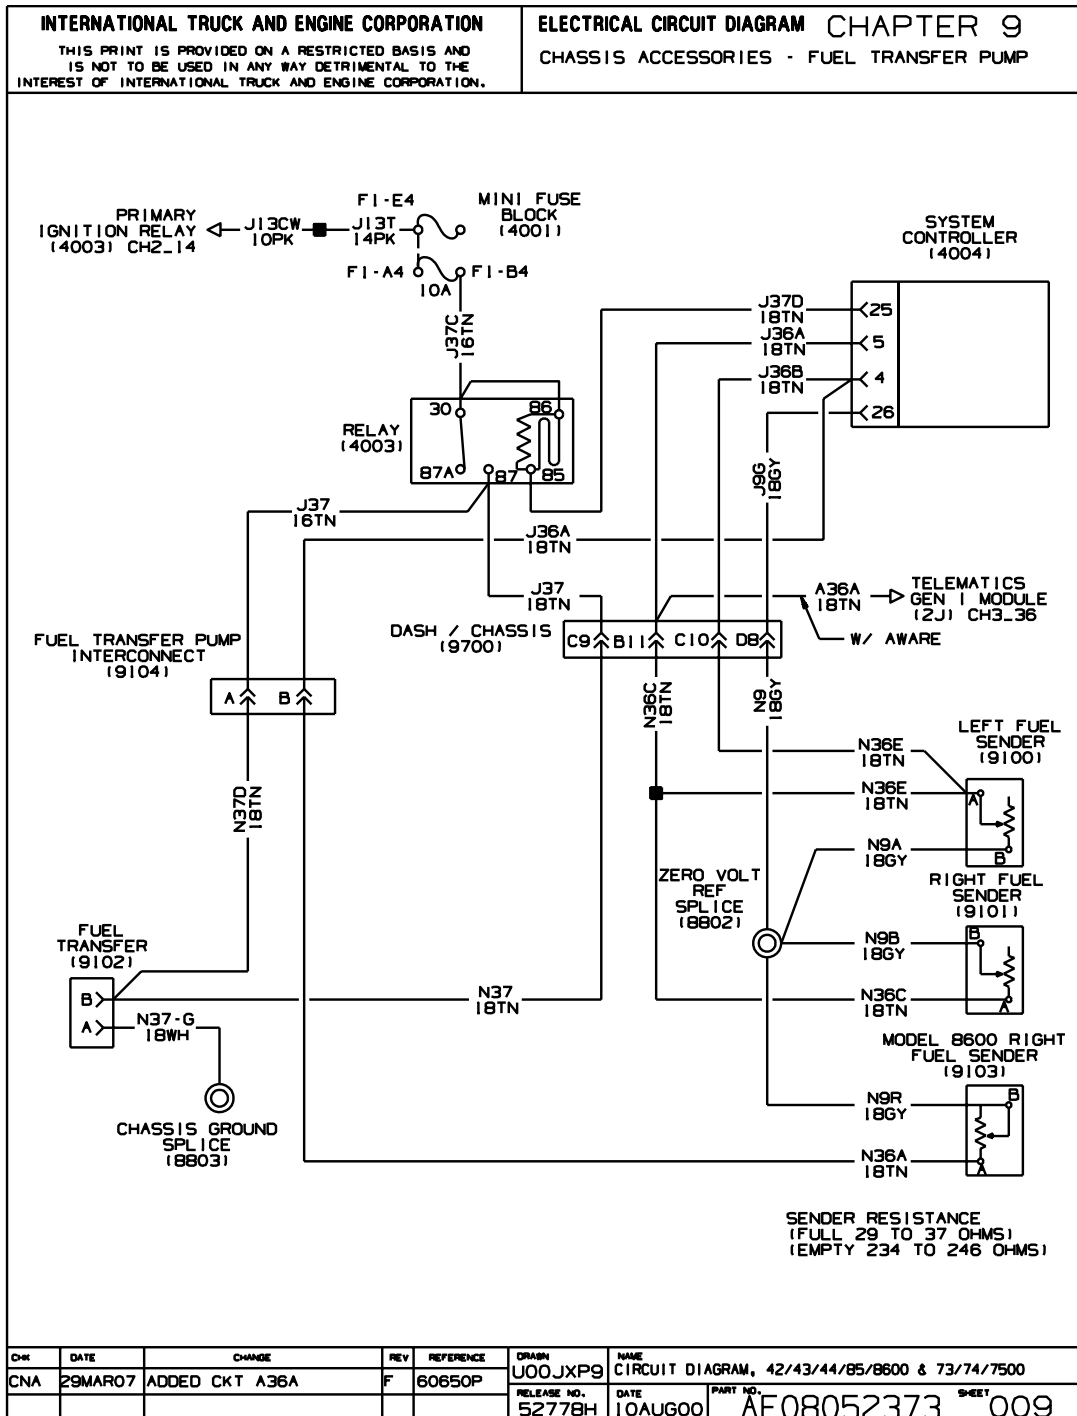 INTERNATIONAL TRUCK AND ENGINE CORPORATION
THIS PRINT IS PROVIDED ON A RESTRICTED BASIS AND
IS NOT TO BE USED IN ANY WAY DETRIMENTAL TO THE
INTEREST OF INTERNATIONAL TRUCK AND ENGINE CORPORATION.
ELECTRICAL CIRCUIT DIAGRAM CHAPTER 9
CHASSIS ACCESSORIES - FUEL TRANSFER PUMP
PRIMARY
IGNITION RELAY
(4003) CH2_14
J13CW
10PK
J13T
14PK
F1-E4
MINI FUSE
BLOCK
(4001)
F1-A4
F1-B4
10A
J37C
16TN
SYSTEM
CONTROLLER
(4004)
J37D
18TN
25
J36A
18TN
5
J36B
18TN
4
26
J9G
18GY
RELAY
(4003)
30
86
87A
87
85
J37
16TN
J36A
18TN
J37
18TN
A36A
18TN
TELEMATICS
GEN 1 MODULE
(2J) CH3_36
W/ AWARE
DASH / CHASSIS
(9700)
C9
B11
C10
D8
FUEL TRANSFER PUMP
INTERCONNECT
(9104)
A
B
N36C
18TN
N9
18GY
N37D
18TN
LEFT FUEL
SENDER
(9100)
N36E
18TN
N36E
18TN
A
N9A
18GY
B
ZERO VOLT
REF
SPLICE
(8802)
RIGHT FUEL
SENDER
(9101)
N9B
18GY
B
N36C
18TN
A
FUEL
TRANSFER
(9102)
B
A
N37
18TN
N37-G
18WH
CHASSIS GROUND
SPLICE
(8803)
MODEL 8600 RIGHT
FUEL SENDER
(9103)
N9R
18GY
B
N36A
18TN
A
SENDER RESISTANCE
(FULL 29 TO 37 OHMS)
(EMPTY 234 TO 246 OHMS)
CHK DATE CHANGE REV REFERENCE
CNA 29MAR07 ADDED CKT A36A F 60650P
DRAWN
U00JXP9
NAME
CIRCUIT DIAGRAM, 42/43/44/85/8600 & 73/74/7500
RELEASE NO.
52778H
DATE
10AUG00
PART NO.
AE08052373
SHEET
009